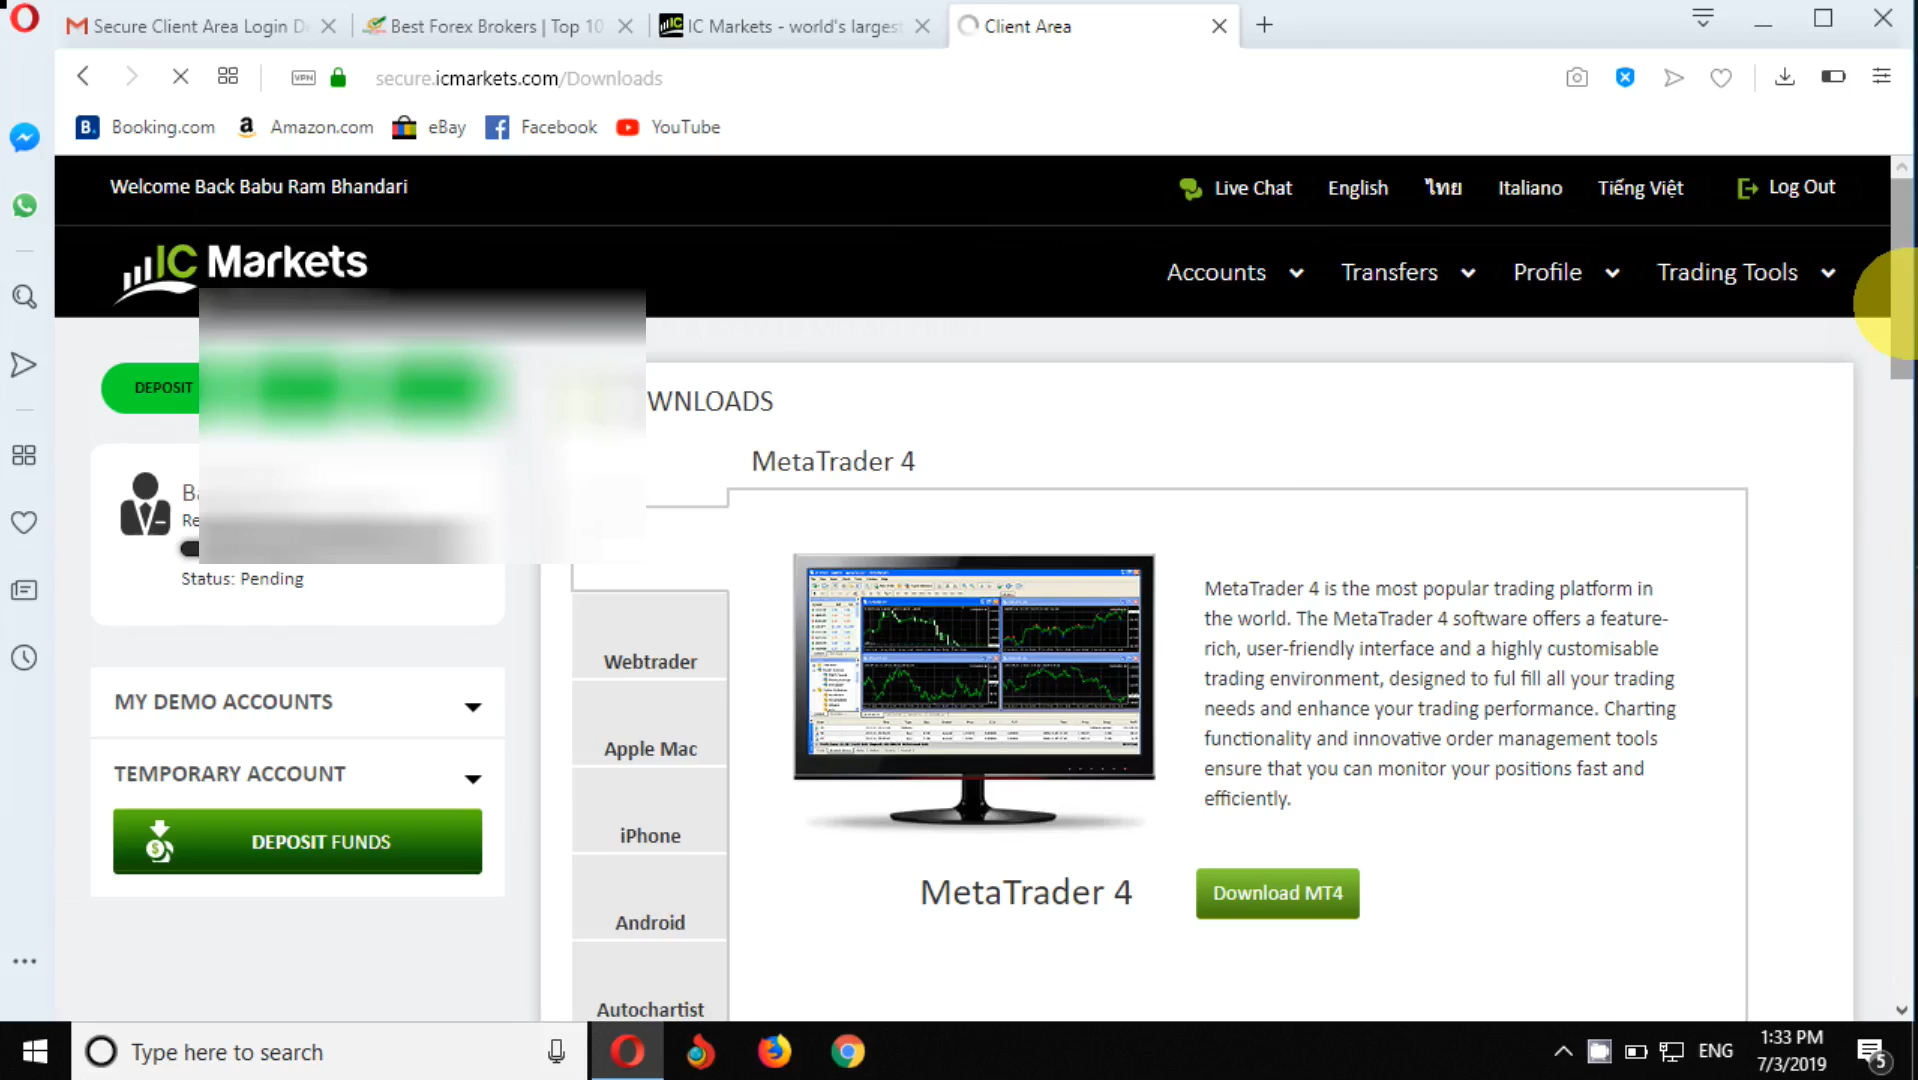 Secure Client Area Login D
Best Forex Brokers | Top 10
IC Markets - world's largest
Client Area
VPN
secure.icmarkets.com/Downloads
B. Booking.com
a Amazon.com
eBay
Facebook
YouTube
Welcome Back Babu Ram Bhandari
Live Chat
English
ไทย
Italiano
Tiếng Việt
Log Out
IC Markets
Accounts
Transfers
Profile
Trading Tools
DEPOSIT
WNLOADS
MetaTrader 4
Ba
Re
Status: Pending
MY DEMO ACCOUNTS
TEMPORARY ACCOUNT
DEPOSIT FUNDS
Webtrader
Apple Mac
iPhone
Android
Autochartist
MetaTrader 4 is the most popular trading platform in
the world. The MetaTrader 4 software offers a feature-
rich, user-friendly interface and a highly customisable
trading environment, designed to ful fill all your trading
needs and enhance your trading performance. Charting
functionality and innovative order management tools
ensure that you can monitor your positions fast and
efficiently.
MetaTrader 4
Download MT4
Type here to search
ENG
1:33 PM
7/3/2019
5